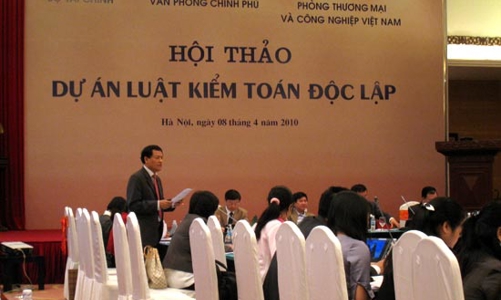 VĂN PHÒNG CHÍNH PHỦ
PHÒNG THƯƠNG MẠI
VÀ CÔNG NGHIỆP VIỆT NAM
HỘI THẢO
DỰ ÁN LUẬT KIỂM TOÁN ĐỘC LẬP
Hà Nội, ngày 08 tháng 4 năm 2010